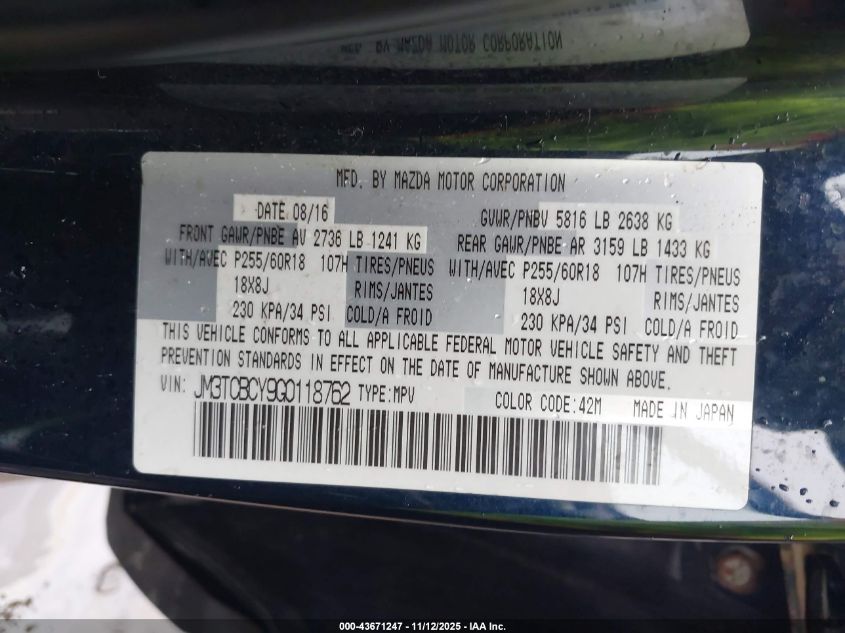 MFD. BY MAZDA MOTOR CORPORATION
MFD. BY MAZDA MOTOR CORPORATION
DATE 08/16 GVWR/PNBV 5816 LB 2638 KG
FRONT GAWR/PNBE AV 2736 LB 1241 KG REAR GAWR/PNBE AR 3159 LB 1433 KG
WITH/AVEC P255/60R18 107H TIRES/PNEUS WITH/AVEC P255/60R18 107H TIRES/PNEUS
18X8J RIMS/JANTES 18X8J RIMS/JANTES
230 KPA/34 PSI COLD/A FROID 230 KPA/34 PSI COLD/A FROID
THIS VEHICLE CONFORMS TO ALL APPLICABLE FEDERAL MOTOR VEHICLE SAFETY AND THEFT
PREVENTION STANDARDS IN EFFECT ON THE DATE OF MANUFACTURE SHOWN ABOVE.
VIN: JM3TCBCY9G0118762 TYPE:MPV COLOR CODE:42M MADE IN JAPAN
000-43671247 - 11/12/2025 - IAA Inc.